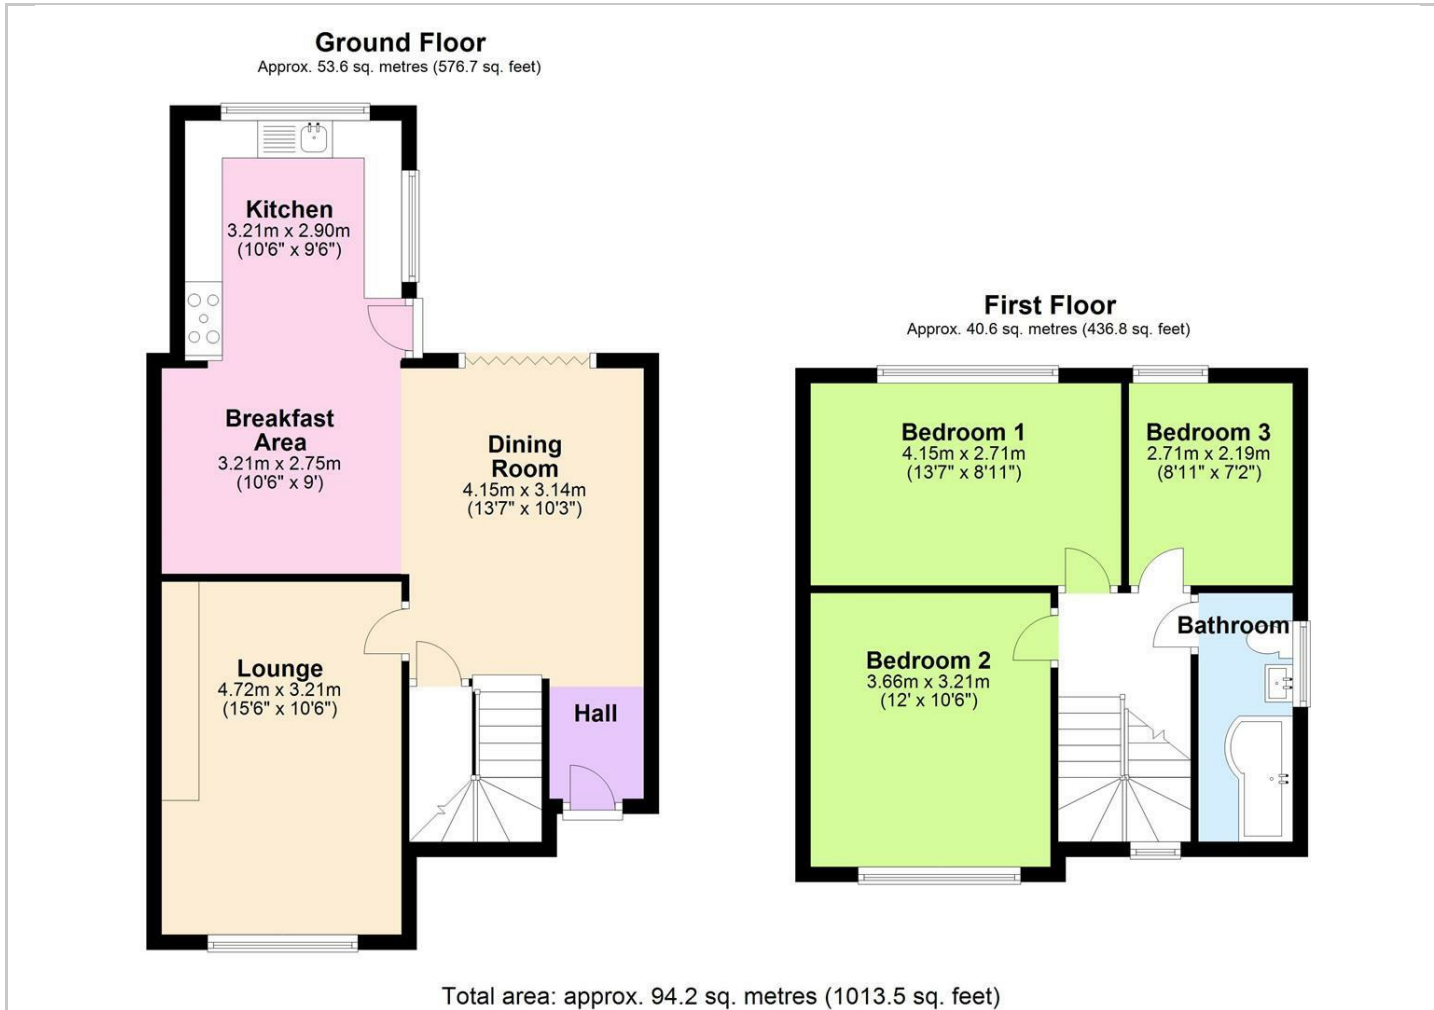 Ground Floor
Approx. 53.6 sq. metres (576.7 sq. feet)
Kitchen
3.21m x 2.90m
(10'6" x 9'6")
Breakfast
Area
3.21m x 2.75m
(10'6" x 9')
Dining
Room
4.15m x 3.14m
(13'7" x 10'3")
Lounge
4.72m x 3.21m
(15'6" x 10'6")
Hall
First Floor
Approx. 40.6 sq. metres (436.8 sq. feet)
Bedroom 1
4.15m x 2.71m
(13'7" x 8'11")
Bedroom 3
2.71m x 2.19m
(8'11" x 7'2")
Bedroom 2
3.66m x 3.21m
(12' x 10'6")
Bathroom
Total area: approx. 94.2 sq. metres (1013.5 sq. feet)